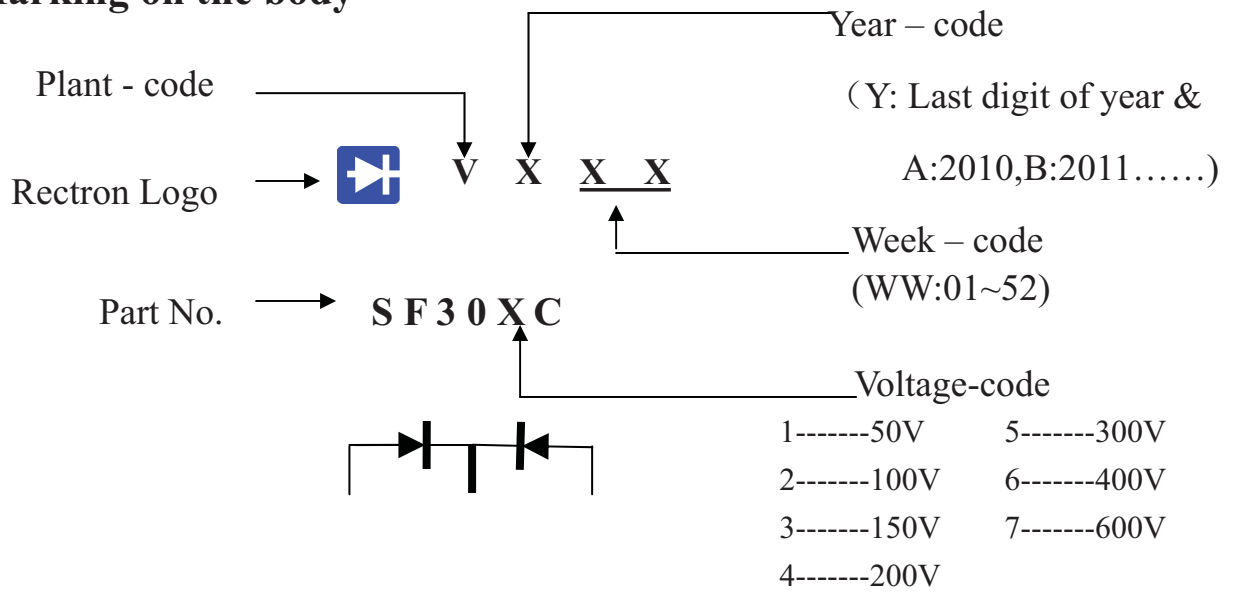 arking on the body
Year – code
Plant - code
（Y: Last digit of year &
A:2010,B:2011……)
Rectron Logo
V X X X
Week – code
(WW:01~52)
Part No.
S F 3 0 X C
Voltage-code
1-------50V 5-------300V
2-------100V 6-------400V
3-------150V 7-------600V
4-------200V